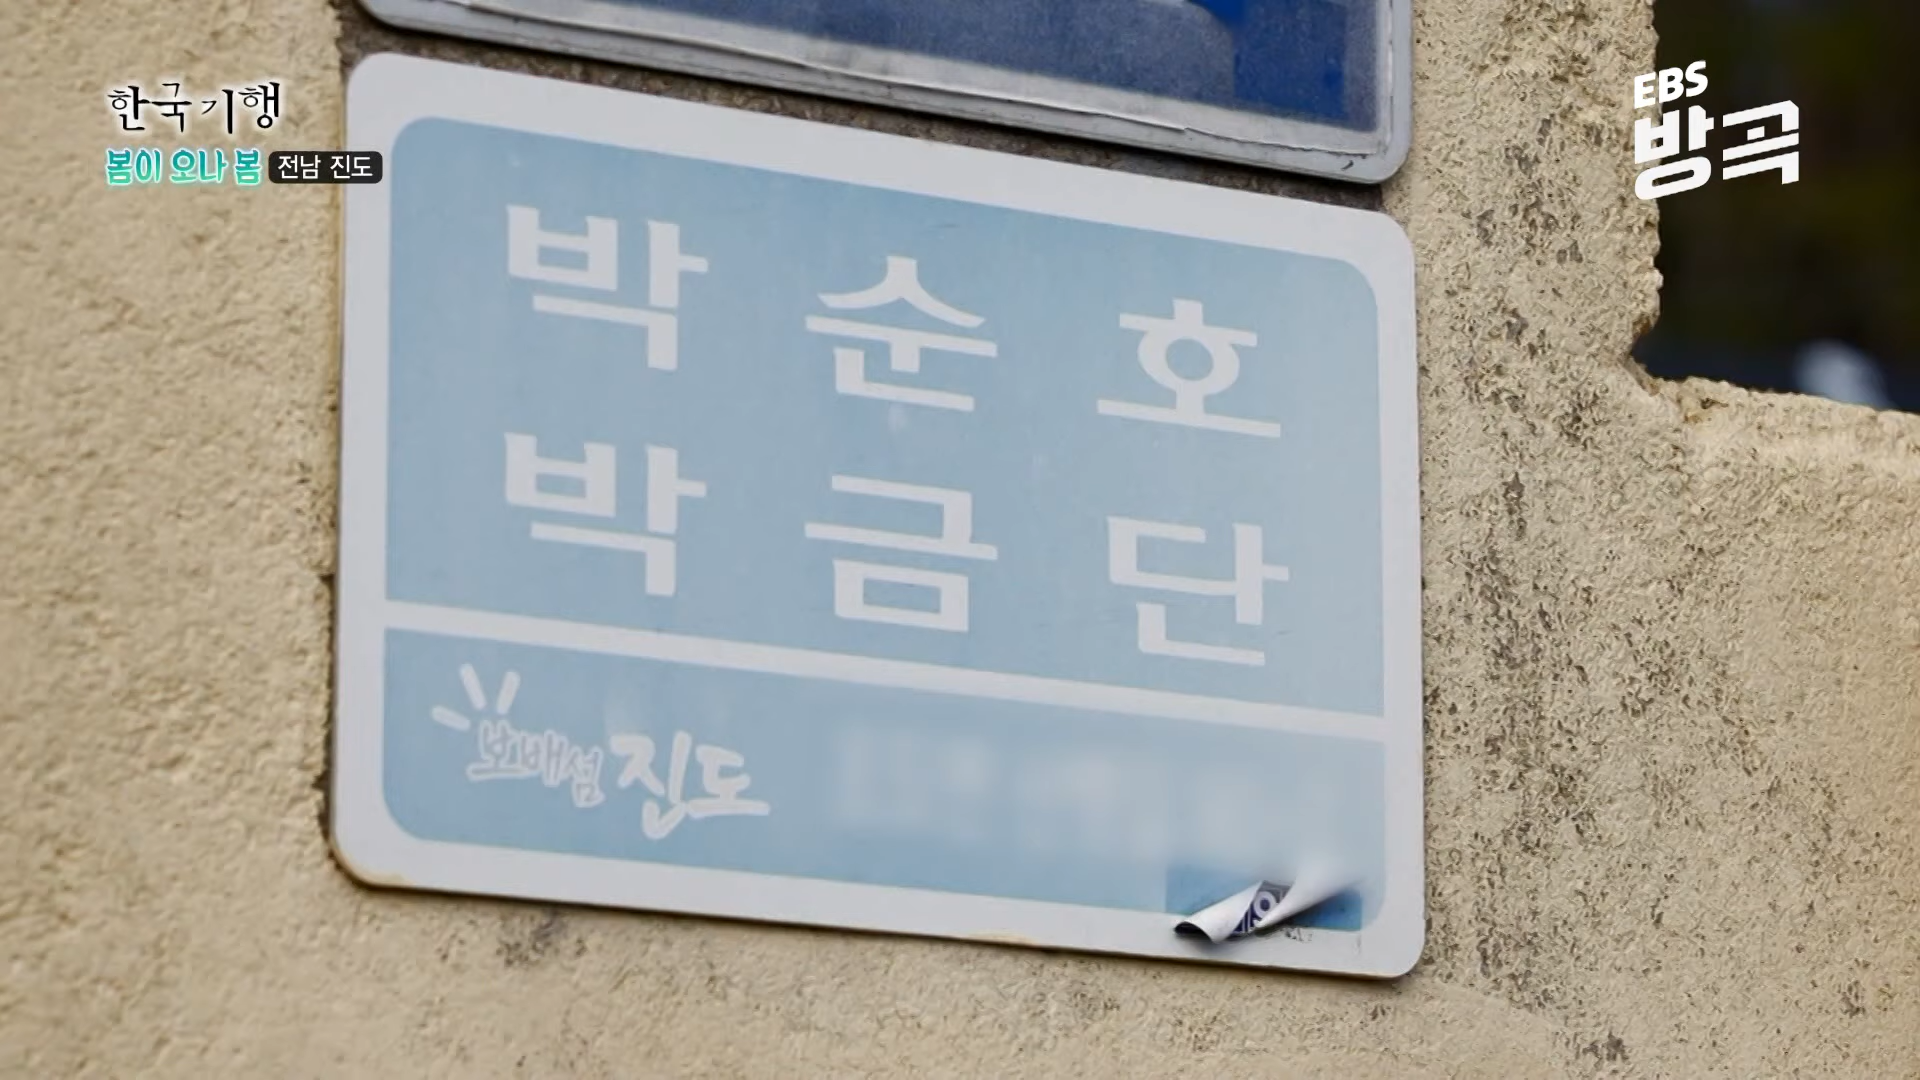 한국기행
봄이 오나 봄 전남 진도
EBS
방곡
박순호
박금단
보배섬 진도